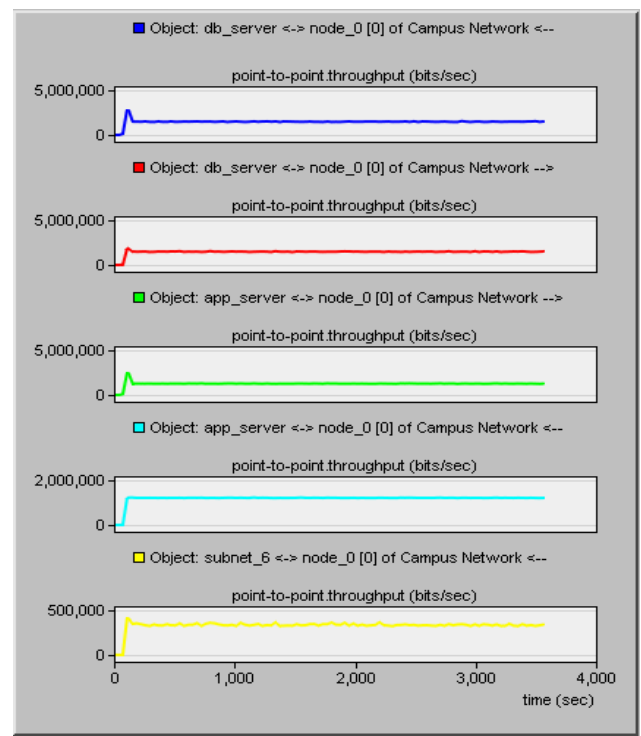 Object: db_server <-> node_0 [0] of Campus Network <--
point-to-point.throughput (bits/sec)
5,000,000
0
Object: db_server <-> node_0 [0] of Campus Network -->
point-to-point.throughput (bits/sec)
5,000,000
0
Object: app_server <-> node_0 [0] of Campus Network -->
point-to-point.throughput (bits/sec)
5,000,000
0
Object: app_server <-> node_0 [0] of Campus Network <--
point-to-point.throughput (bits/sec)
2,000,000
0
Object: subnet_6 <-> node_0 [0] of Campus Network <--
point-to-point.throughput (bits/sec)
500,000
0
0 1,000 2,000 3,000 4,000
time (sec)